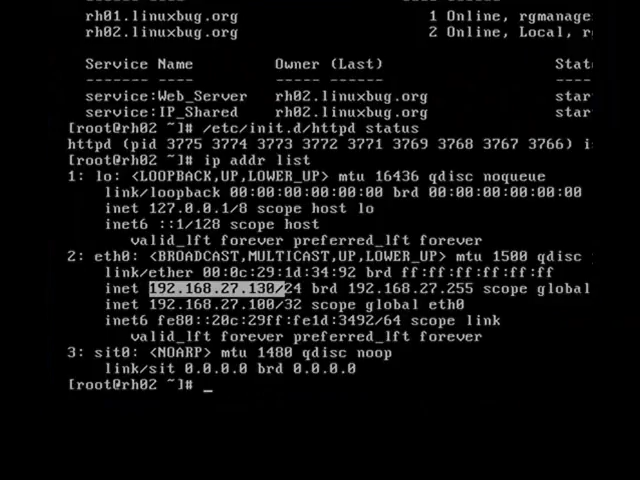 rh01.linuxbug.org 1 Online, rgmanage
rh02.linuxbug.org 2 Online, Local, r
Service Name Owner (Last) Stat
------- ---- ----- ------ ----
service:Web_Server rh02.linuxbug.org star
service:IP_Shared rh02.linuxbug.org star
[root@rh02 ~]# /etc/init.d/httpd status
httpd (pid 3775 3774 3773 3772 3771 3769 3768 3767 3766) i
[root@rh02 ~]# ip addr list
1: lo: <LOOPBACK,UP,LOWER_UP> mtu 16436 qdisc noqueue
link/loopback 00:00:00:00:00:00 brd 00:00:00:00:00:00
inet 127.0.0.1/8 scope host lo
inet6 ::1/128 scope host
valid_lft forever preferred_lft forever
2: eth0: <BROADCAST,MULTICAST,UP,LOWER_UP> mtu 1500 qdisc
link/ether 00:0c:29:1d:34:92 brd ff:ff:ff:ff:ff:ff
inet 192.168.27.130/24 brd 192.168.27.255 scope global
inet 192.168.27.100/32 scope global eth0
inet6 fe80::20c:29ff:fe1d:3492/64 scope link
valid_lft forever preferred_lft forever
3: sit0: <NOARP> mtu 1480 qdisc noop
link/sit 0.0.0.0 brd 0.0.0.0
[root@rh02 ~]# _